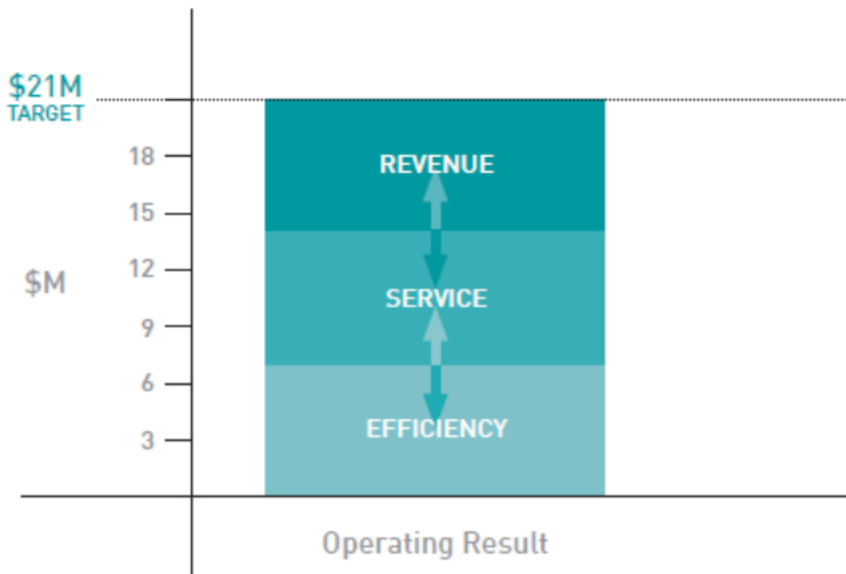 $21M
TARGET
18
REVENUE
15
12
$M
SERVICE
9
6
EFFICIENCY
3
Operating Result